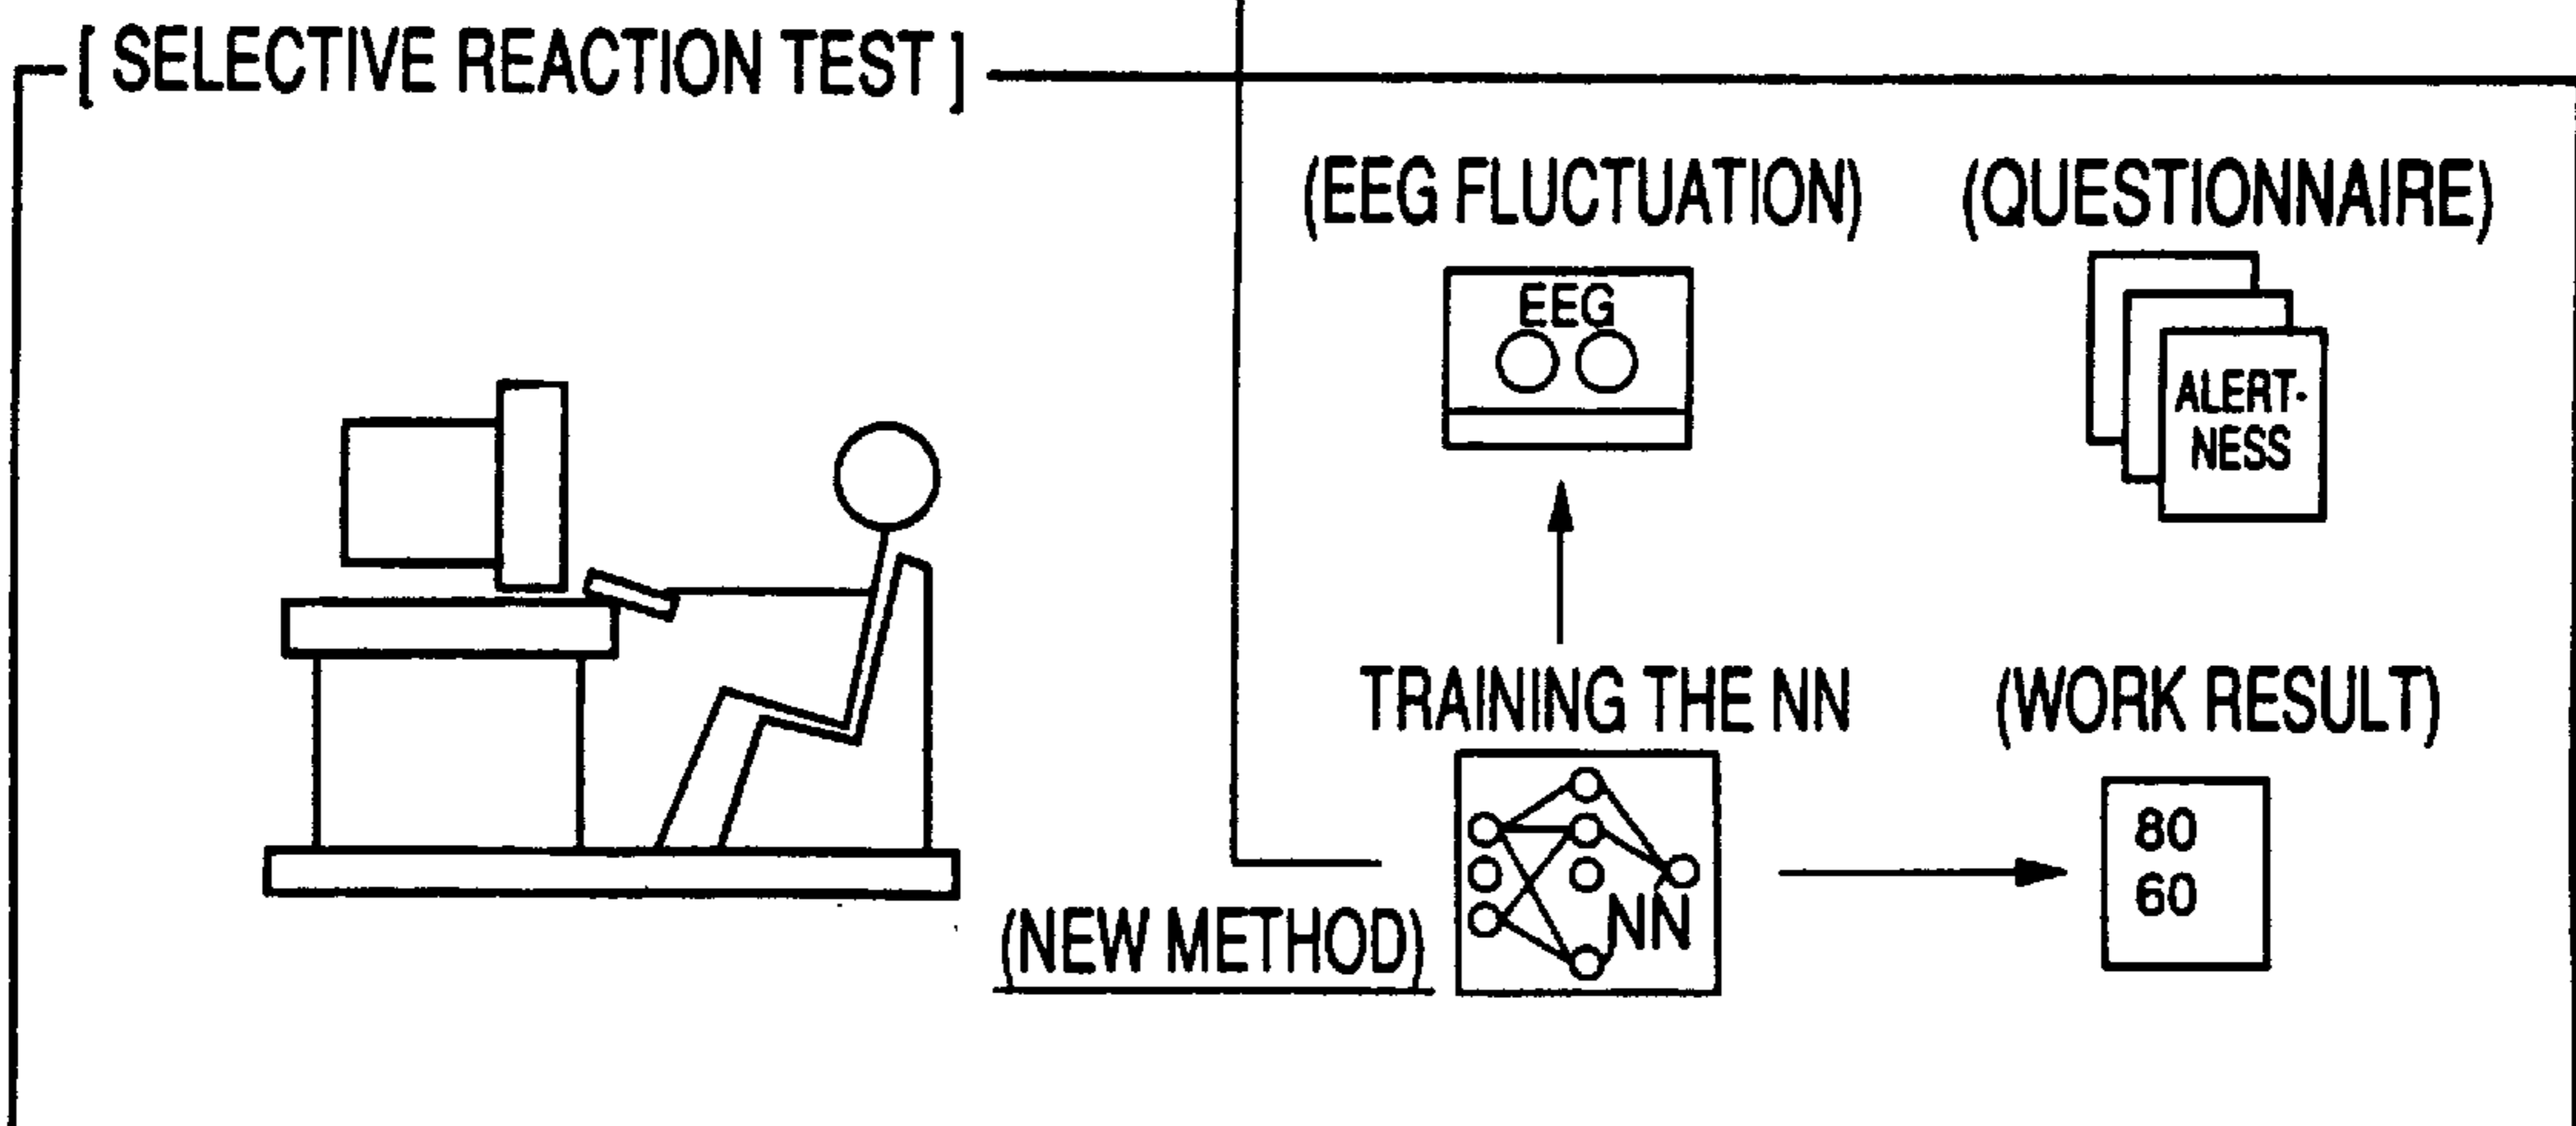 [ SELECTIVE REACTION TEST ]
(EEG FLUCTUATION)
(QUESTIONNAIRE)
EEG
ALERT-
NESS
TRAINING THE NN
(WORK RESULT)
80
60
NN
(NEW METHOD)